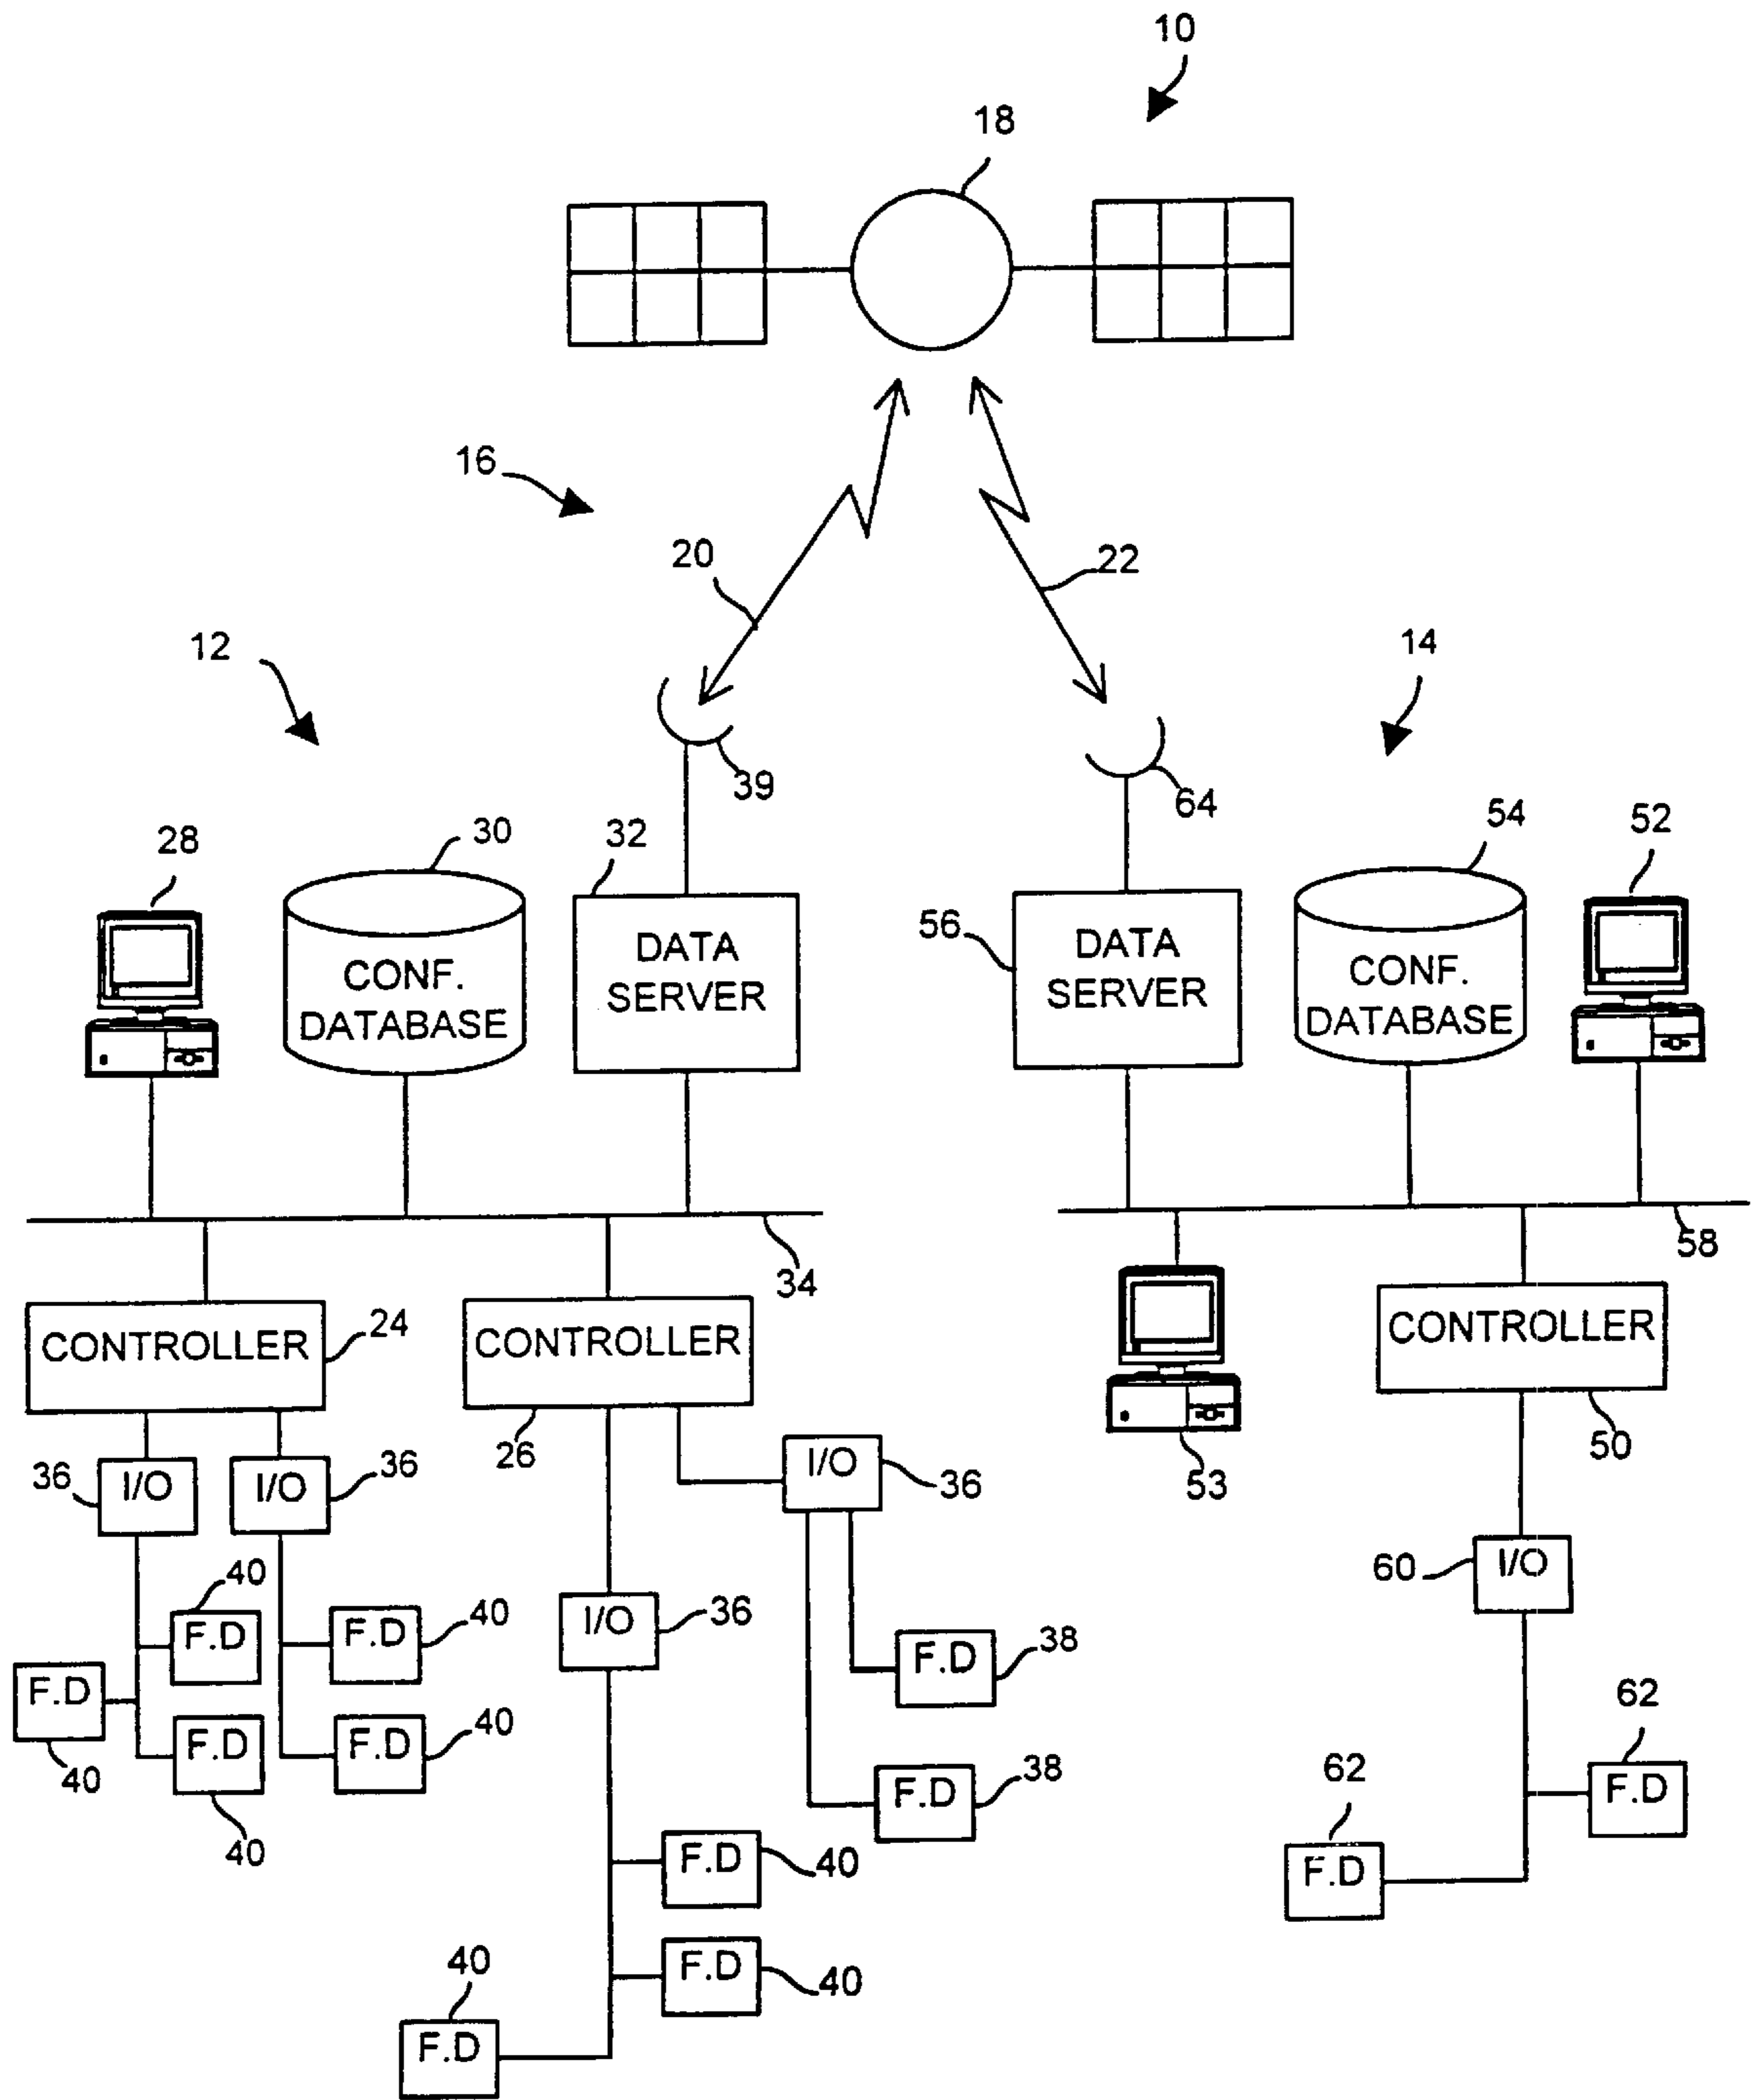 10
18
16
20
22
12
14
39
64
28
30
32
54
52
56
DATA
SERVER
CONF.
DATABASE
DATA
SERVER
CONF.
DATABASE
34
58
CONTROLLER
24
CONTROLLER
26
53
CONTROLLER
50
36
I/O
I/O
36
I/O
36
I/O
36
60
I/O
40
F.D
F.D
40
F.D
40
F.D
40
F.D
40
F.D
38
F.D
38
62
F.D
62
F.D
F.D
40
F.D
40
40
F.D